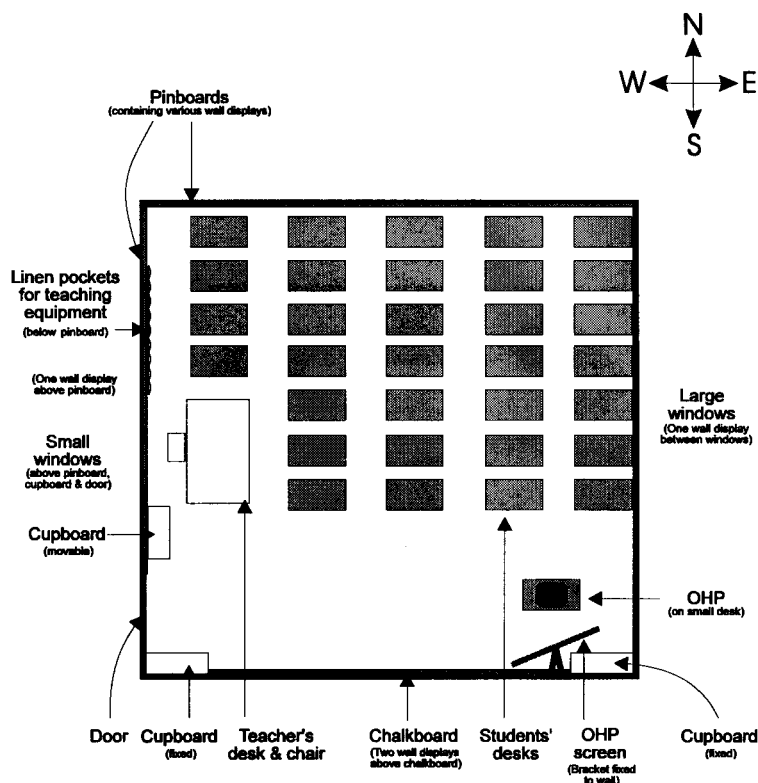 N
W E
S
Pinboards
(containing various wall displays)
Linen pockets
for teaching
equipment
(below pinboard)
(One wall display
above pinboard)
Small
windows
(above pinboard,
cupboard & door)
Cupboard
(movable)
Large
windows
(One wall display
between windows)
OHP
(on small desk)
Door
Cupboard
(fixed)
Teacher's
desk & chair
Chalkboard
(Two wall displays
above chalkboard)
Students'
desks
OHP
screen
(Bracket fixed
to wall)
Cupboard
(fixed)